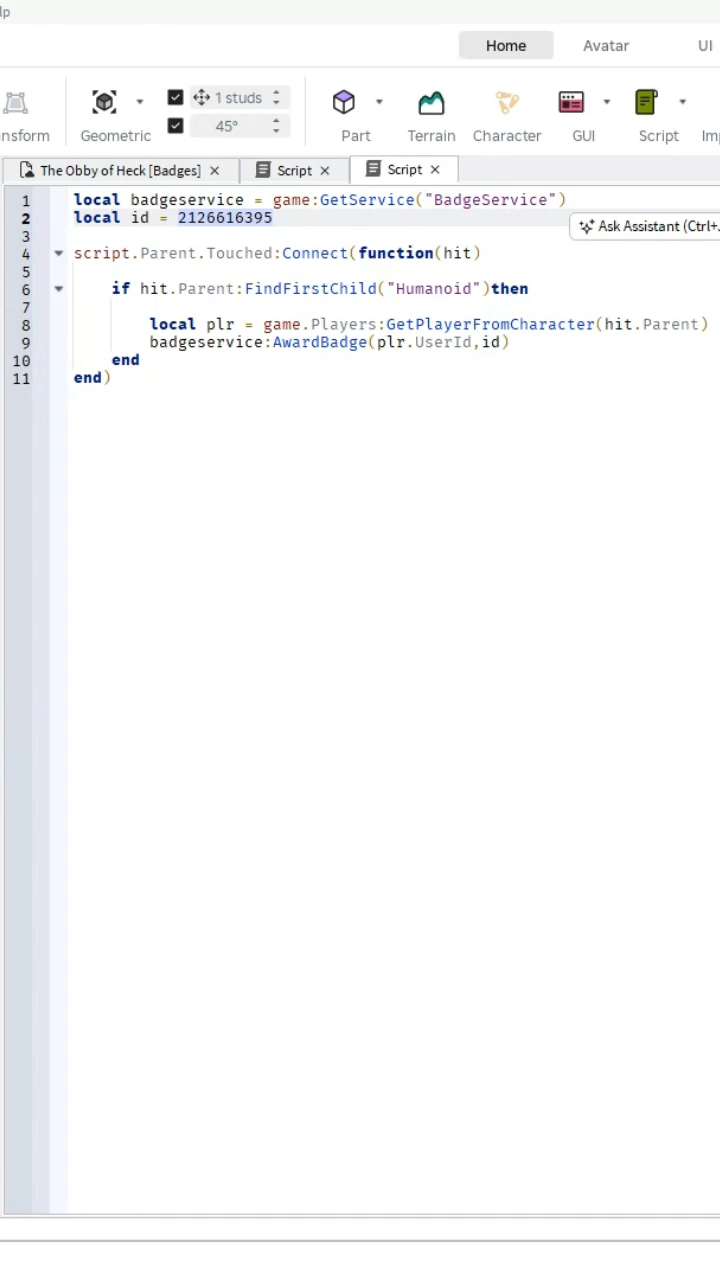 lp
Home Avatar UI
1 studs
45°
nsform Geometric Part Terrain Character GUI Script Im
The Obby of Heck [Badges] × Script × Script ×
1 local badgeservice = game:GetService("BadgeService")
2 local id = 2126616395
Ask Assistant (Ctrl+.
3
4 script.Parent.Touched:Connect(function(hit)
5
6 if hit.Parent:FindFirstChild("Humanoid")then
7
8 local plr = game.Players:GetPlayerFromCharacter(hit.Parent)
9 badgeservice:AwardBadge(plr.UserId,id)
10 end
11 end)